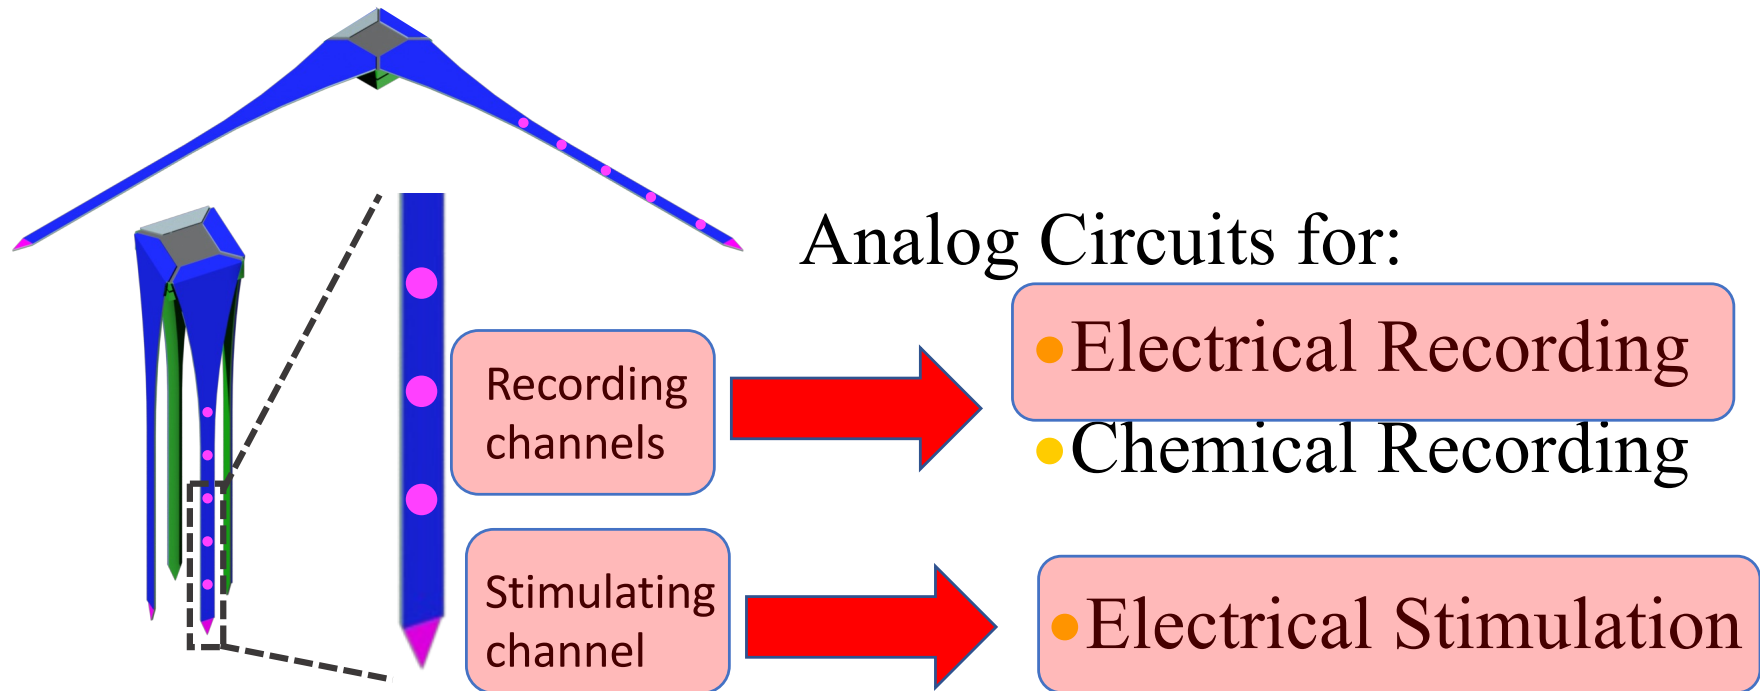 Analog Circuits for:
Recording
channels
•Electrical Recording
•Chemical Recording
Stimulating
channel
•Electrical Stimulation